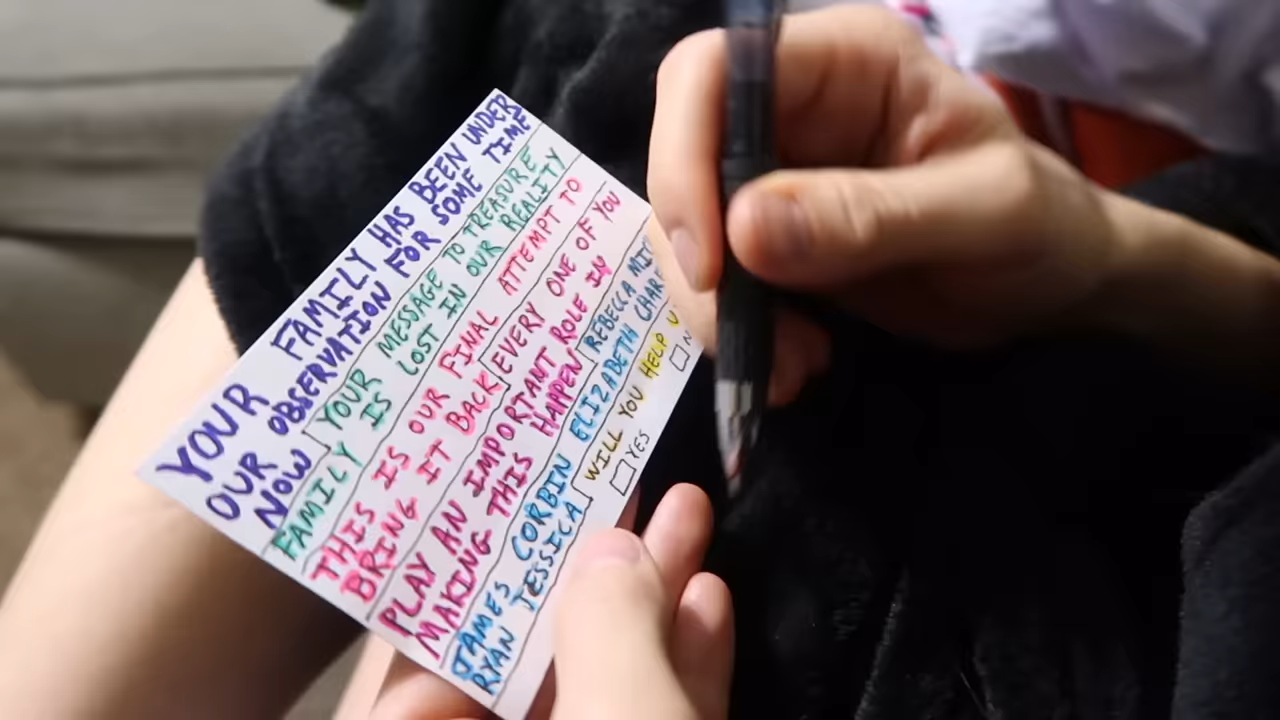 YOUR FAMILY HAS BEEN UNDER
OUR OBSERVATION FOR SOME TIME
NOW YOUR MESSAGE TO TREASURE
FAMILY IS LOST IN OUR REALITY
THIS IS OUR FINAL ATTEMPT TO
BRING IT BACK EVERY ONE OF YOU
PLAY AN IMPORTANT ROLE IN
MAKING THIS HAPPEN REBECCA
JAMES CORBIN ELIZABETH
RYAN JESSICA WILL YOU HELP
YES